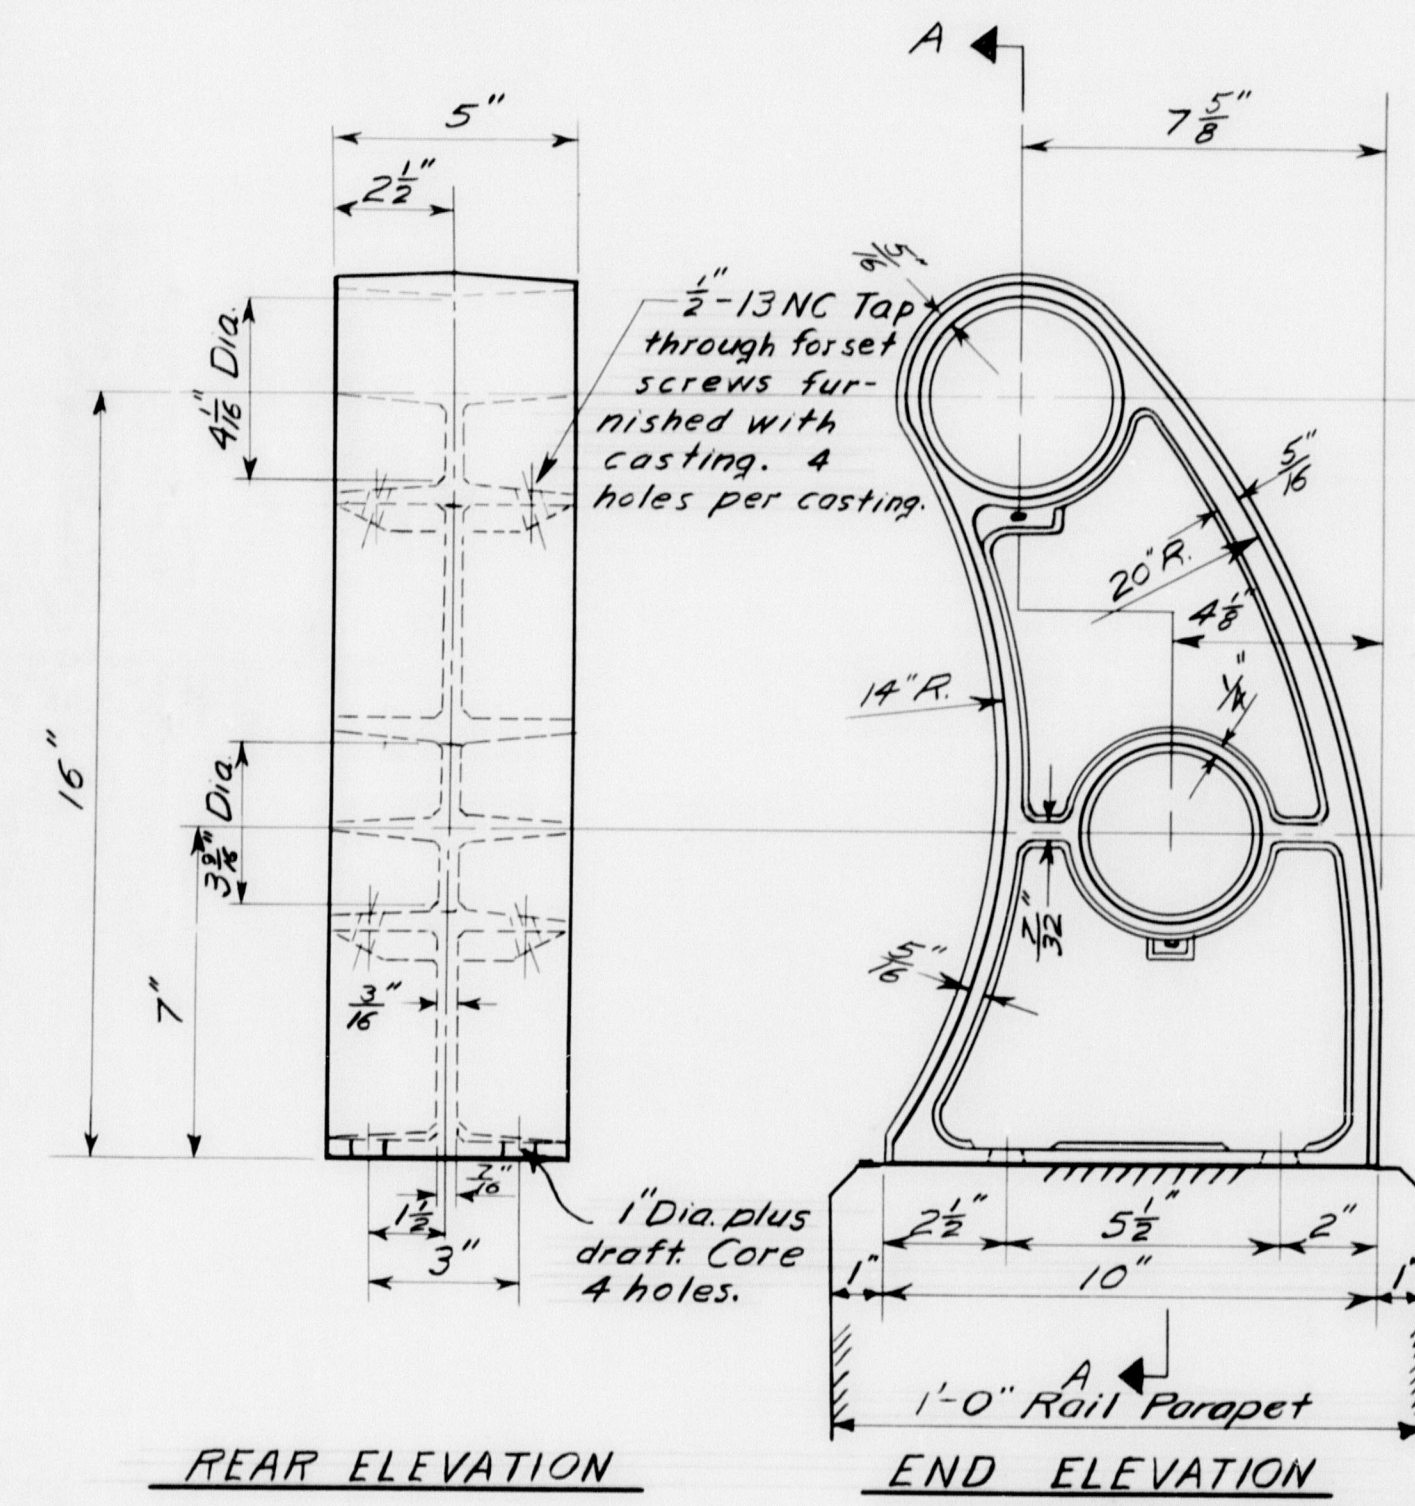 A
5"
7 5/8"
2 1/2"
1/2"-13 NC Tap
through for set
screws fur-
nished with
casting. 4
holes per casting.
4 1/16" Dia.
5/16"
20" R.
4 1/8"
1/4"
14" R.
16"
3 9/16" Dia.
7/32"
7"
3/16"
7/16"
1 1/2"
3"
1" Dia. plus
draft. Core
4 holes.
2 1/2"
5 1/2"
2"
1"
10"
1"
A
1'-0" Rail Parapet
REAR ELEVATION
END ELEVATION